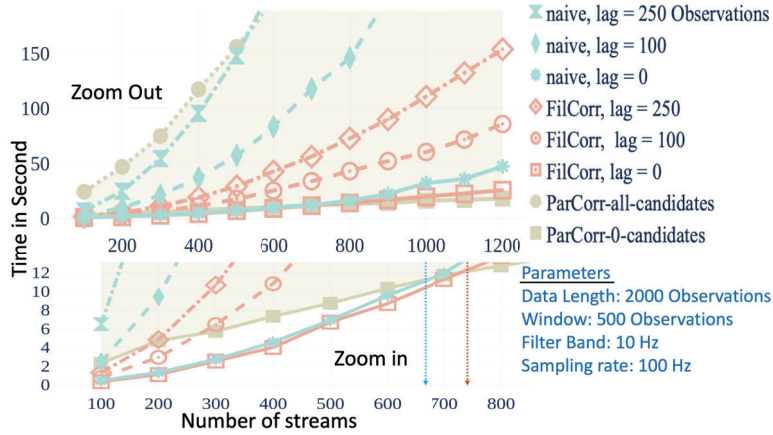 150
100
50
0
Zoom Out
200
400
600
800
1000
1200
Time in Second
naive, lag = 250 Observations
naive, lag = 100
naive, lag = 0
FilCorr, lag = 250
FilCorr, lag = 100
FilCorr, lag = 0
ParCorr-all-candidates
ParCorr-0-candidates
12
10
8
6
4
2
0
Zoom in
100
200
300
400
500
600
700
800
Number of streams
Parameters
Data Length: 2000 Observations
Window: 500 Observations
Filter Band: 10 Hz
Sampling rate: 100 Hz